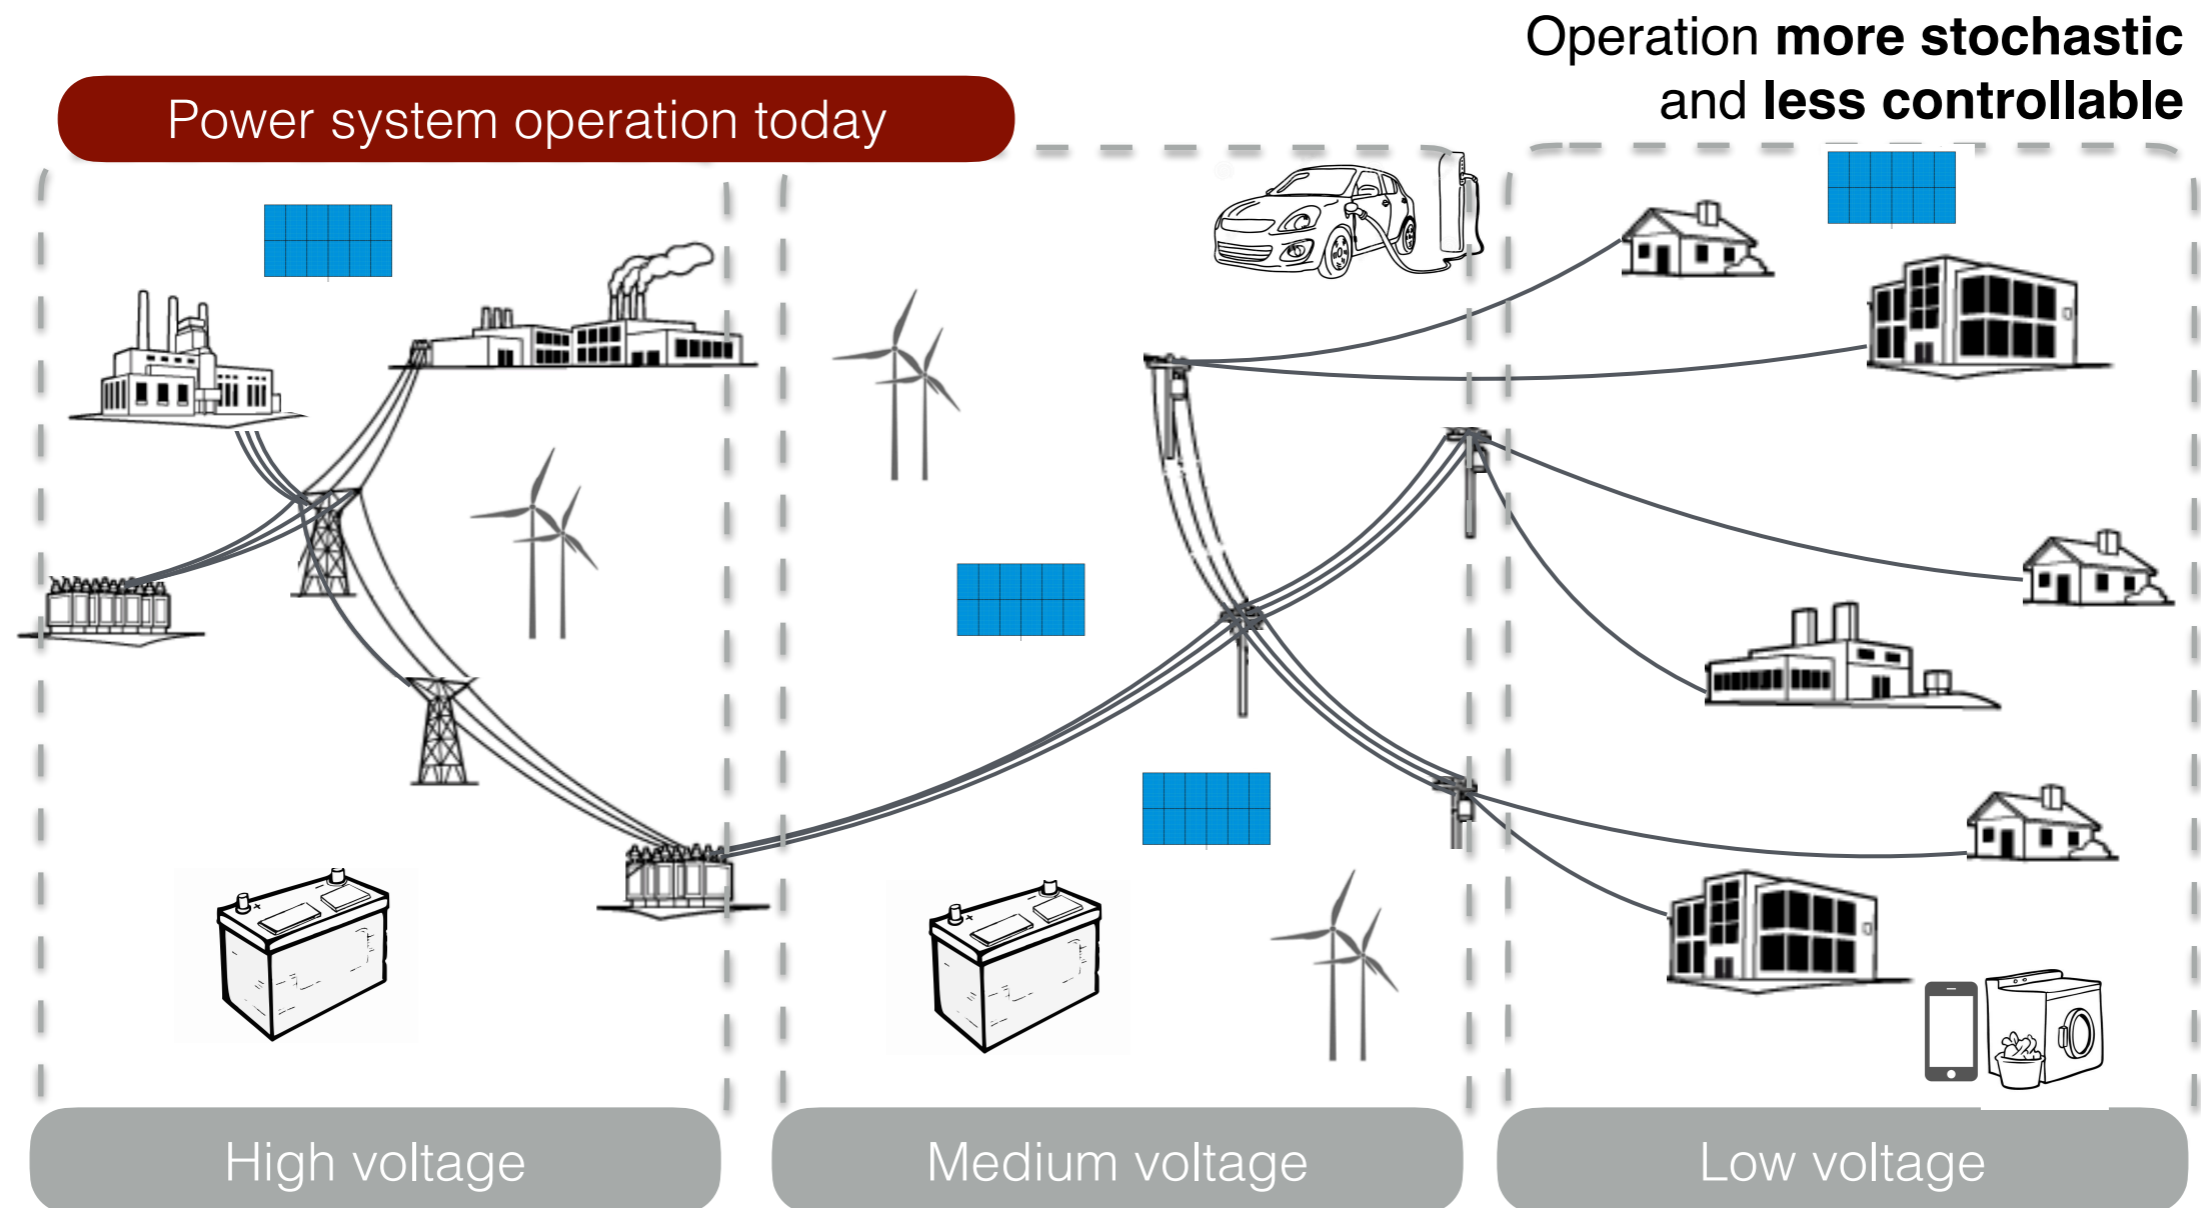 Operation more stochastic
and less controllable
Power system operation today
High voltage
Medium voltage
Low voltage